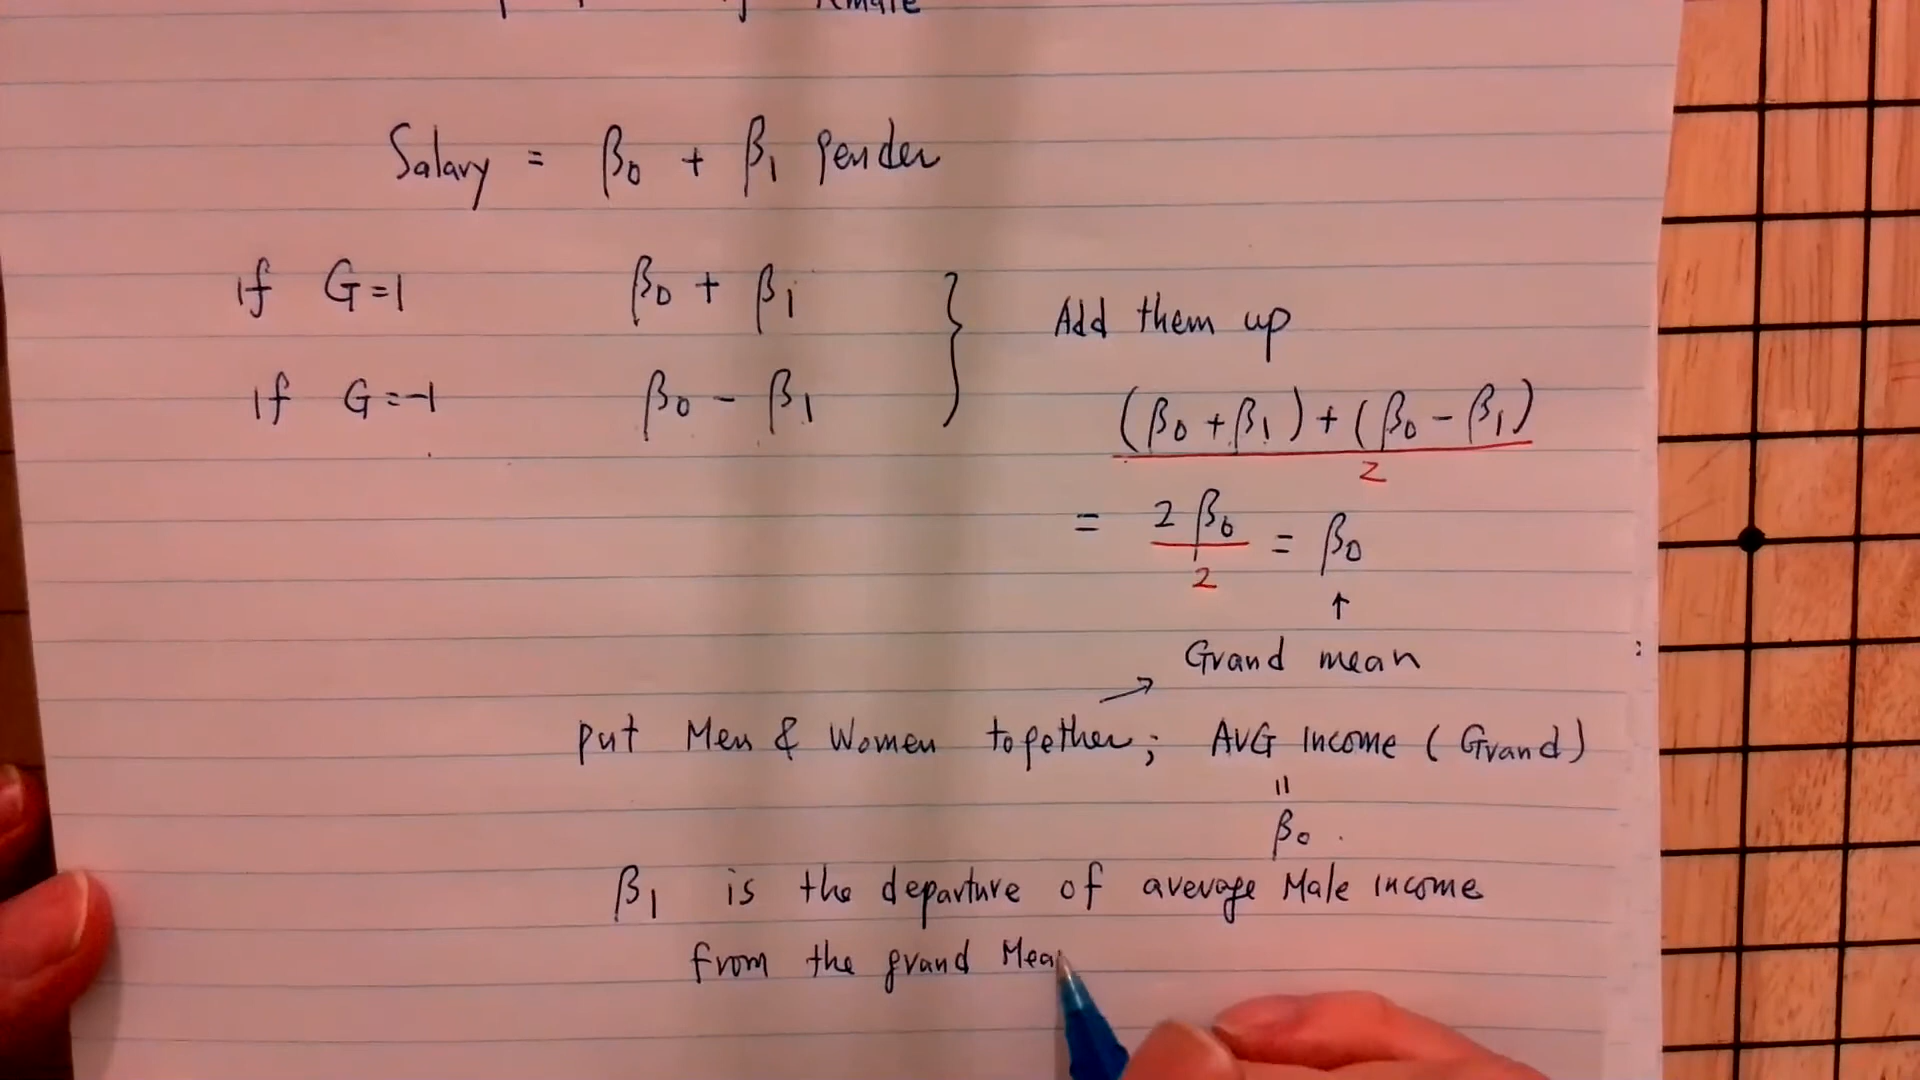 Salary = β0 + β1 gender
if G=1 β0 + β1
if G=-1 β0 - β1
Add them up
(β0 + β1) + (β0 - β1)
2
= 2 β0 = β0
2
↑
Grand mean
→
put Men & Women together; AVG Income (Grand)
=
β0.
β1 is the departure of average Male income
from the grand Mea